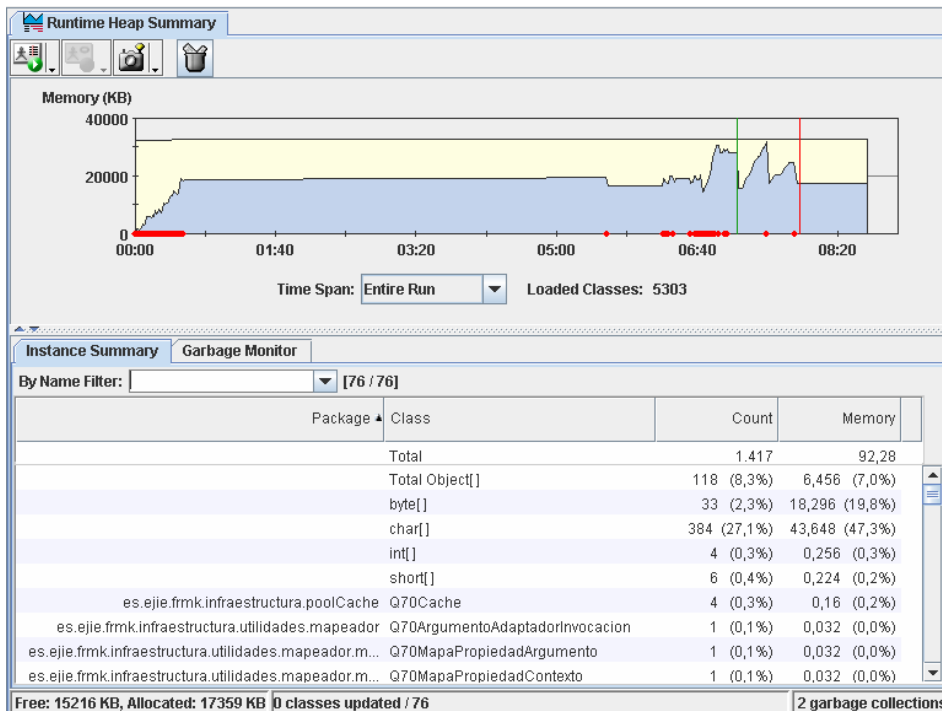 Runtime Heap Summary
Memory (KB)
40000
20000
0
00:00 01:40 03:20 05:00 06:40 08:20
Time Span: Entire Run Loaded Classes: 5303
Instance Summary Garbage Monitor
By Name Filter: [76 / 76]
Package Class Count Memory
Total 1.417 92,28
Total Object[] 118 (8,3%) 6,456 (7,0%)
byte[] 33 (2,3%) 18,296 (19,8%)
char[] 384 (27,1%) 43,648 (47,3%)
int[] 4 (0,3%) 0,256 (0,3%)
short[] 6 (0,4%) 0,224 (0,2%)
es.ejie.frmk.infraestructura.poolCache Q70Cache 4 (0,3%) 0,16 (0,2%)
es.ejie.frmk.infraestructura.utilidades.mapeador Q70ArgumentoAdaptadorInvocacion 1 (0,1%) 0,032 (0,0%)
es.ejie.frmk.infraestructura.utilidades.mapeador.m... Q70MapaPropiedadArgumento 1 (0,1%) 0,032 (0,0%)
es.ejie.frmk.infraestructura.utilidades.mapeador.m... Q70MapaPropiedadContexto 1 (0,1%) 0,032 (0,0%)
Free: 15216 KB, Allocated: 17359 KB 0 classes updated / 76 2 garbage collections